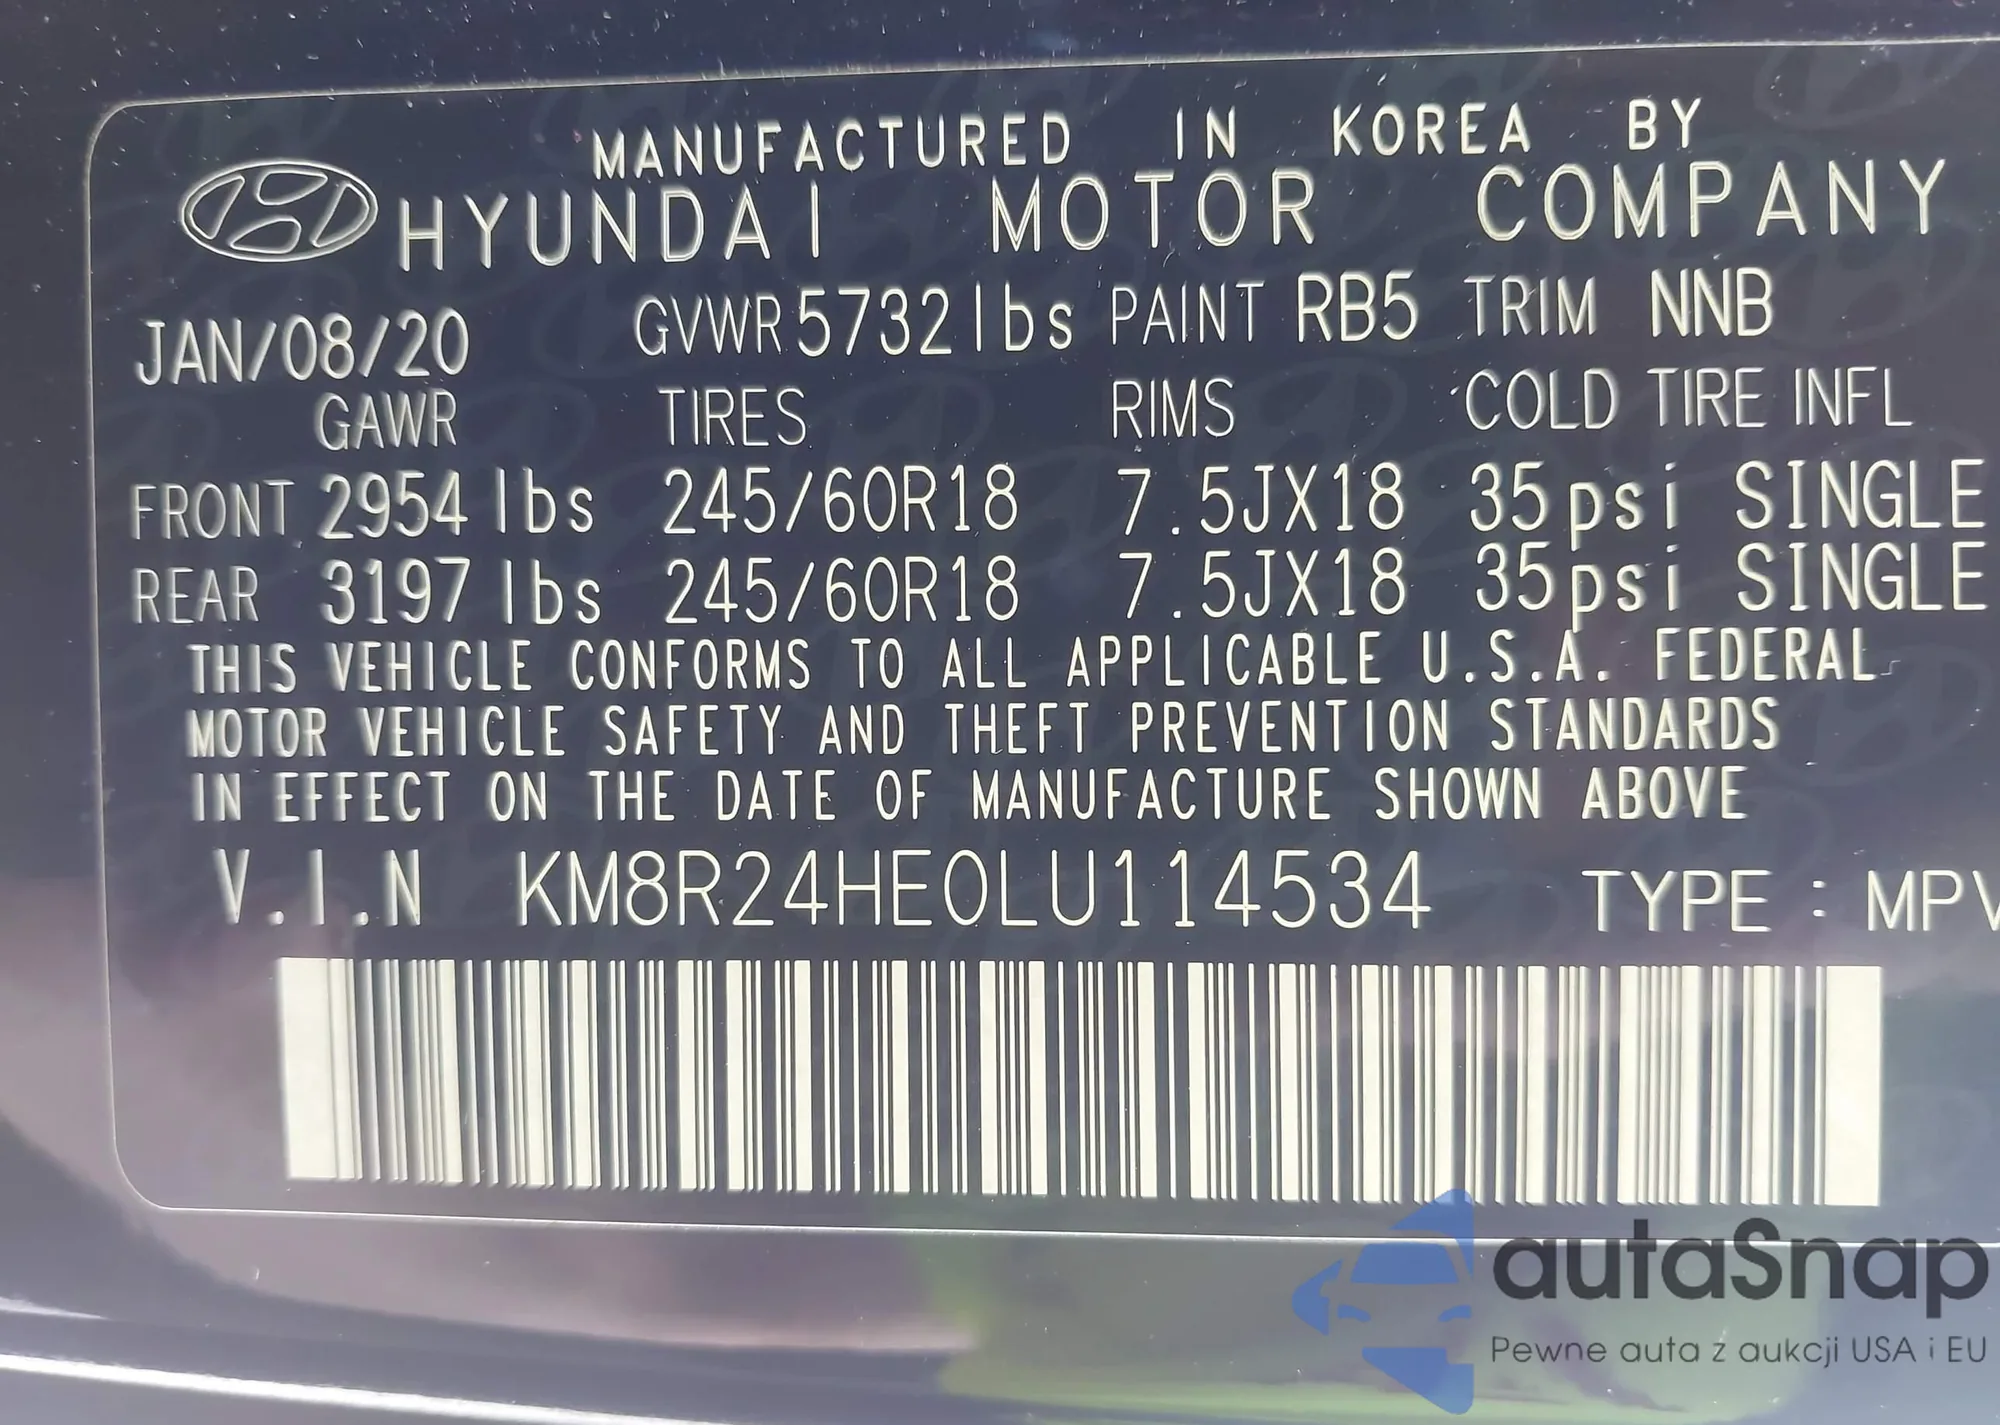 MANUFACTURED IN KOREA BY
HYUNDAI MOTOR COMPANY
JAN/08/20 GVWR 5732lbs PAINT RB5 TRIM NNB
GAWR TIRES RIMS COLD TIRE INFL
FRONT 2954 lbs 245/60R18 7.5JX18 35psi SINGLE
REAR 3197 lbs 245/60R18 7.5JX18 35psi SINGLE
THIS VEHICLE CONFORMS TO ALL APPLICABLE U.S.A. FEDERAL
MOTOR VEHICLE SAFETY AND THEFT PREVENTION STANDARDS
IN EFFECT ON THE DATE OF MANUFACTURE SHOWN ABOVE
V.I.N KM8R24HE0LU114534 TYPE : MPV
autaSnap
Pewne auta z aukcji USA i EU